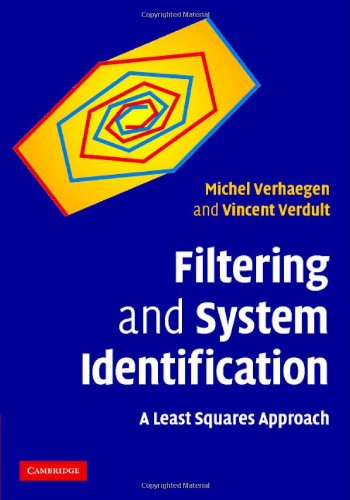 Michel Verhaegen
and Vincent Verdult
Filtering
and System
Identification
A Least Squares Approach
CAMBRIDGE